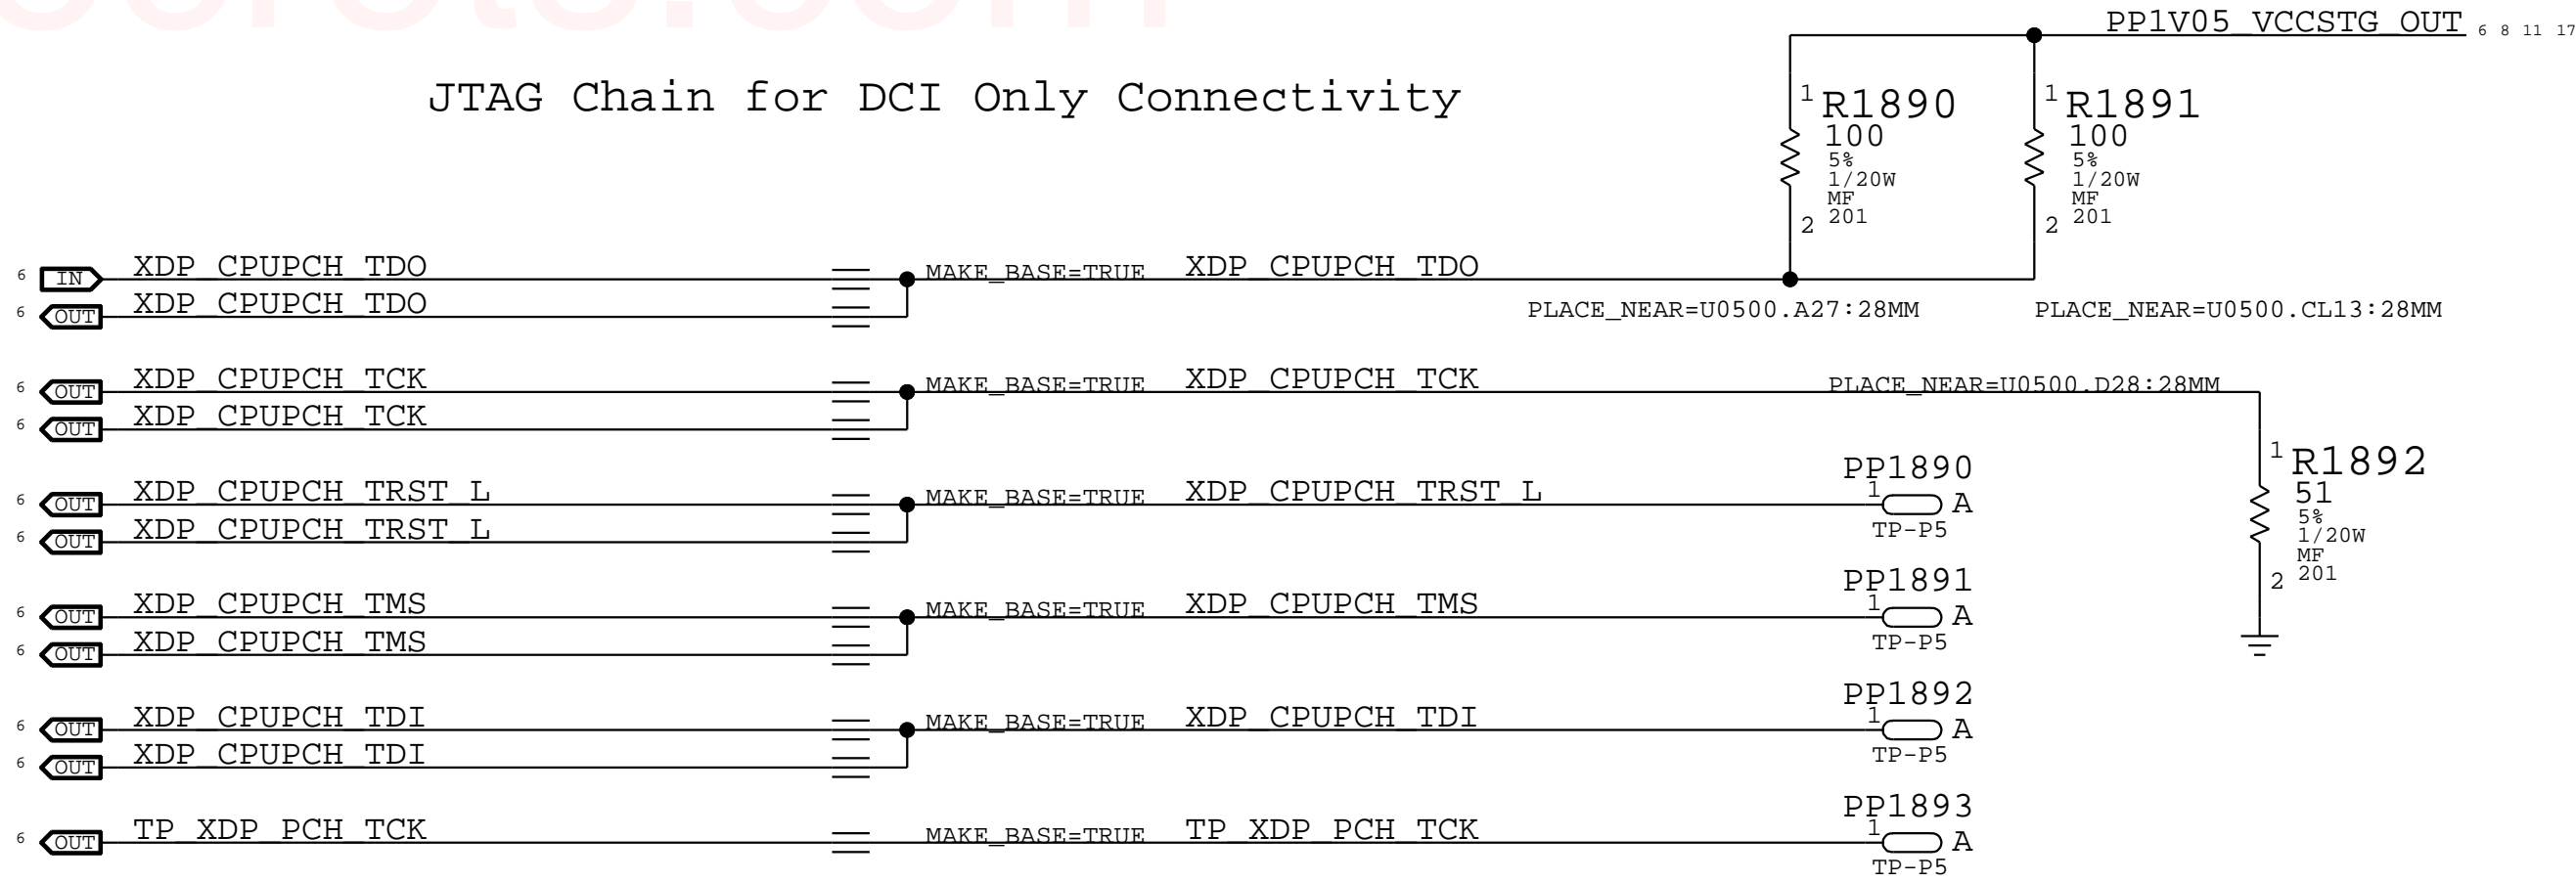 PP1V05_VCCSTG_OUT 6 8 11 17
JTAG Chain for DCI Only Connectivity
1 R1890
100
5%
1/20W
MF
201
2
1 R1891
100
5%
1/20W
MF
201
2
6 IN XDP_CPUPCH_TDO MAKE_BASE=TRUE XDP_CPUPCH_TDO
6 OUT XDP_CPUPCH_TDO
PLACE_NEAR=U0500.A27:28MM PLACE_NEAR=U0500.CL13:28MM
6 OUT XDP_CPUPCH_TCK MAKE_BASE=TRUE XDP_CPUPCH_TCK PLACE_NEAR=U0500.D28:28MM
6 OUT XDP_CPUPCH_TCK
1 R1892
51
5%
1/20W
MF
201
2
PP1890
6 OUT XDP_CPUPCH_TRST_L MAKE_BASE=TRUE XDP_CPUPCH_TRST_L 1 A
TP-P5
6 OUT XDP_CPUPCH_TRST_L
PP1891
6 OUT XDP_CPUPCH_TMS MAKE_BASE=TRUE XDP_CPUPCH_TMS 1 A
TP-P5
6 OUT XDP_CPUPCH_TMS
PP1892
6 OUT XDP_CPUPCH_TDI MAKE_BASE=TRUE XDP_CPUPCH_TDI 1 A
TP-P5
6 OUT XDP_CPUPCH_TDI
PP1893
6 OUT TP_XDP_PCH_TCK MAKE_BASE=TRUE TP_XDP_PCH_TCK 1 A
TP-P5